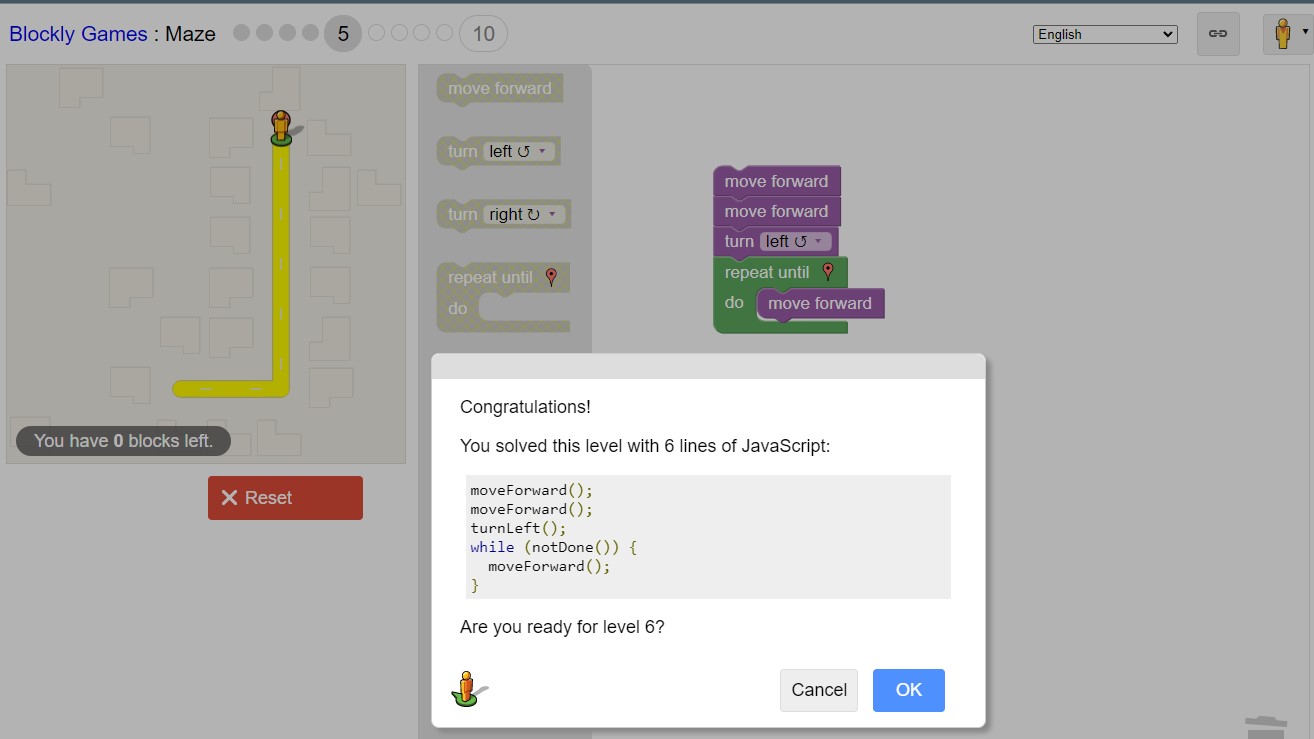 Blockly Games : Maze 5 10 English
move forward
turn left ↺
turn right ↻
repeat until
do
move forward
move forward
turn left ↺
repeat until
do move forward
You have 0 blocks left.
Reset
Congratulations!
You solved this level with 6 lines of JavaScript:
moveForward();
moveForward();
turnLeft();
while (notDone()) {
  moveForward();
}
Are you ready for level 6?
Cancel OK